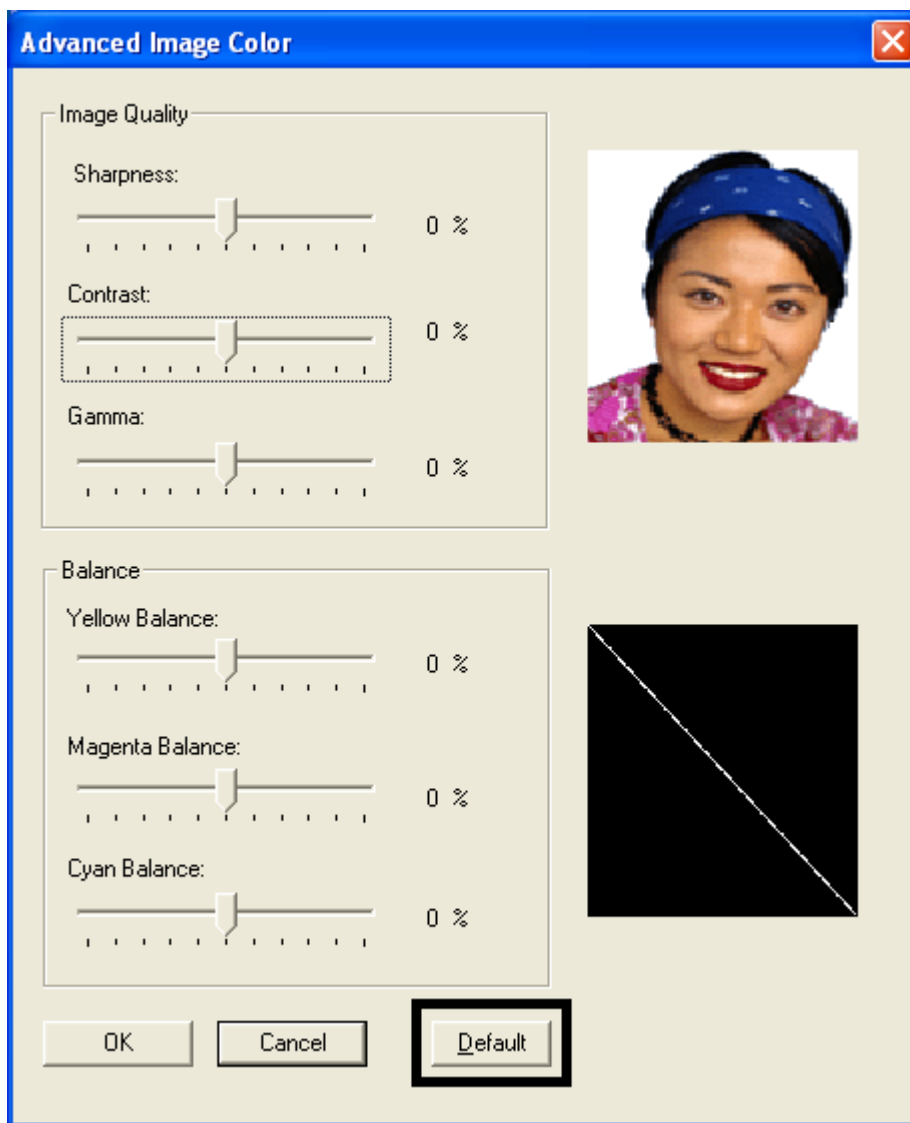 Advanced Image Color
Image Quality
Sharpness:
0 %
Contrast:
0 %
Gamma:
0 %
Balance
Yellow Balance:
0 %
Magenta Balance:
0 %
Cyan Balance:
0 %
OK Cancel Default